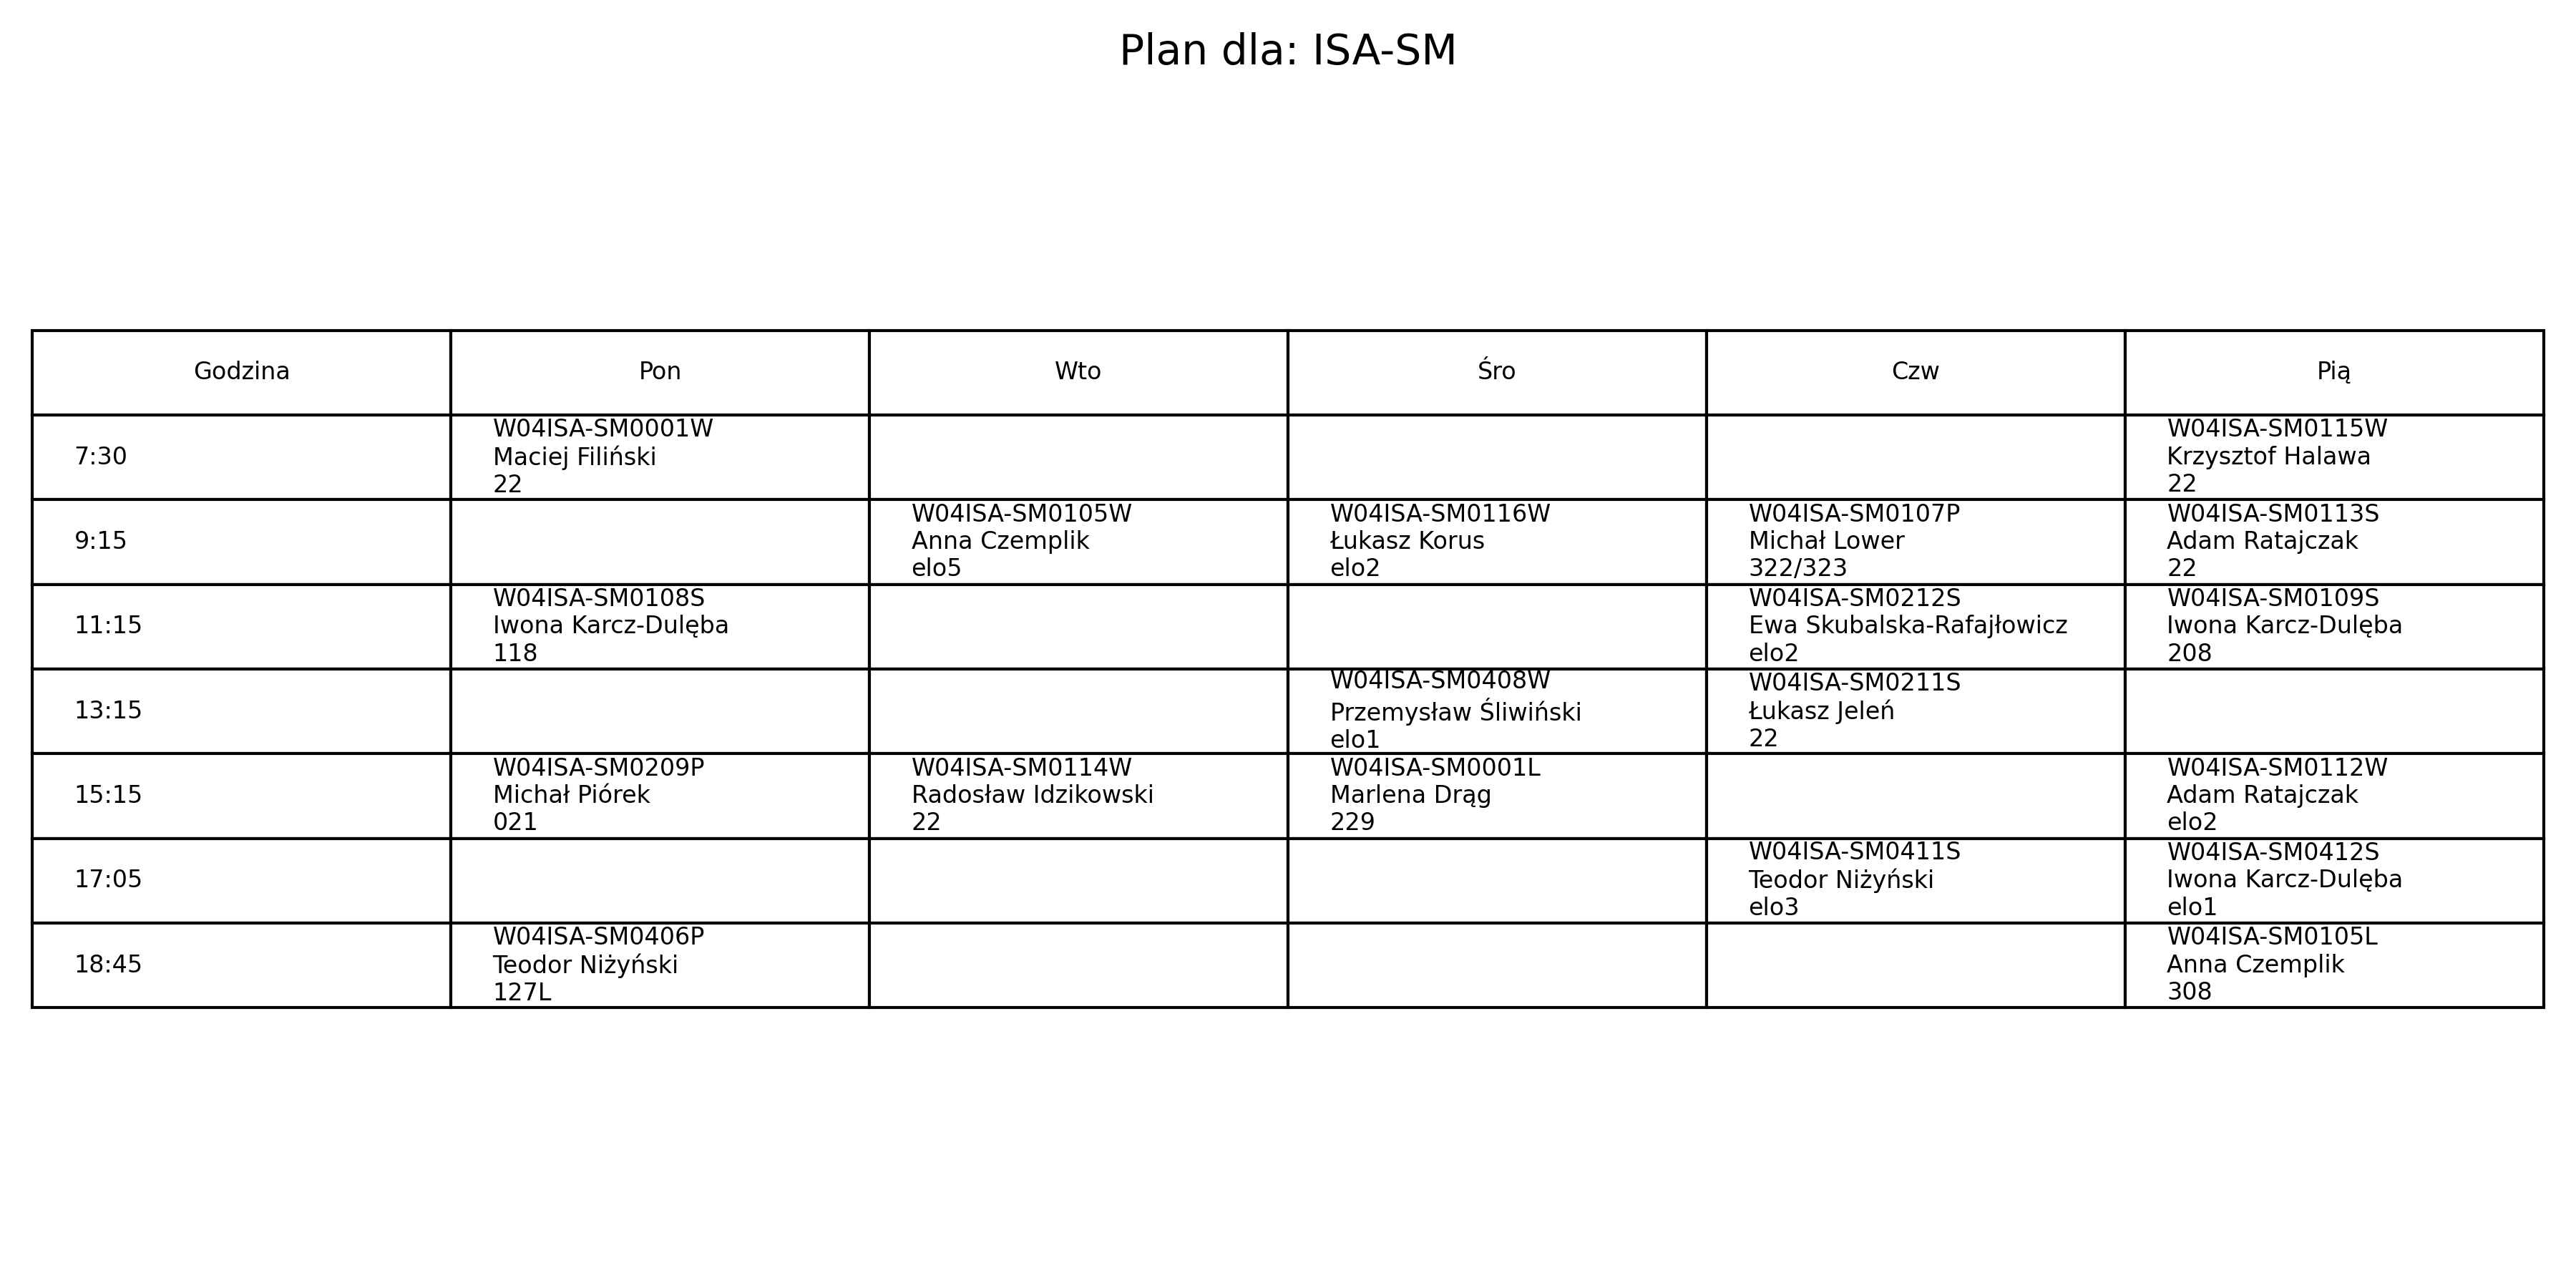 Plan dla: ISA-SM
Godzina
Pon
Wto
Śro
Czw
Pią
7:30
W04ISA-SM0001W
Maciej Filiński
22
W04ISA-SM0115W
Krzysztof Halawa
22
9:15
W04ISA-SM0105W
Anna Czemplik
elo5
W04ISA-SM0116W
Łukasz Korus
elo2
W04ISA-SM0107P
Michał Lower
322/323
W04ISA-SM0113S
Adam Ratajczak
22
11:15
W04ISA-SM0108S
Iwona Karcz-Dulęba
118
W04ISA-SM0212S
Ewa Skubalska-Rafajłowicz
elo2
W04ISA-SM0109S
Iwona Karcz-Dulęba
208
13:15
W04ISA-SM0408W
Przemysław Śliwiński
elo1
W04ISA-SM0211S
Łukasz Jeleń
22
15:15
W04ISA-SM0209P
Michał Piórek
021
W04ISA-SM0114W
Radosław Idzikowski
22
W04ISA-SM0001L
Marlena Drąg
229
W04ISA-SM0112W
Adam Ratajczak
elo2
17:05
W04ISA-SM0411S
Teodor Niżyński
elo3
W04ISA-SM0412S
Iwona Karcz-Dulęba
elo1
18:45
W04ISA-SM0406P
Teodor Niżyński
127L
W04ISA-SM0105L
Anna Czemplik
308